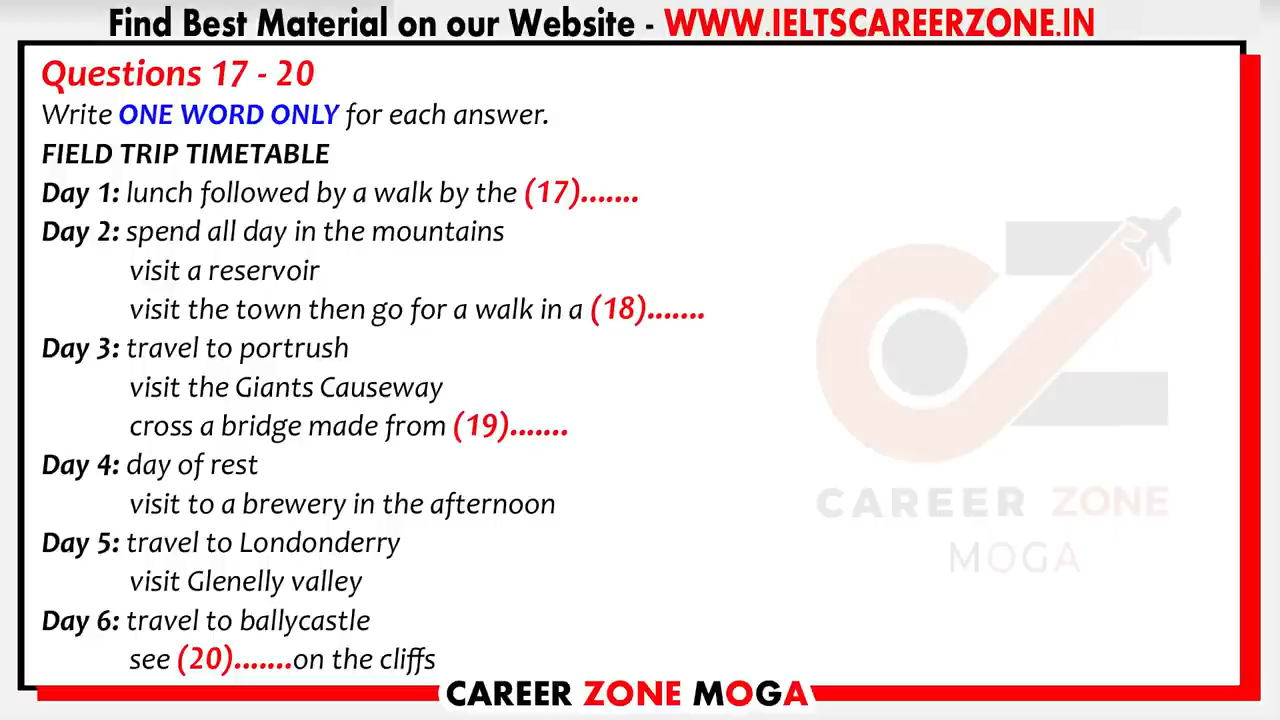 Find Best Material on our Website - WWW.IELTSCAREERZONE.IN
Questions 17 - 20
Write ONE WORD ONLY for each answer.
FIELD TRIP TIMETABLE
Day 1: lunch followed by a walk by the (17).......
Day 2: spend all day in the mountains
visit a reservoir
visit the town then go for a walk in a (18).......
Day 3: travel to portrush
visit the Giants Causeway
cross a bridge made from (19).......
Day 4: day of rest
visit to a brewery in the afternoon
Day 5: travel to Londonderry
visit Glenelly valley
Day 6: travel to ballycastle
see (20).......on the cliffs
CAREER ZONE
MOGA
CAREER ZONE MOGA